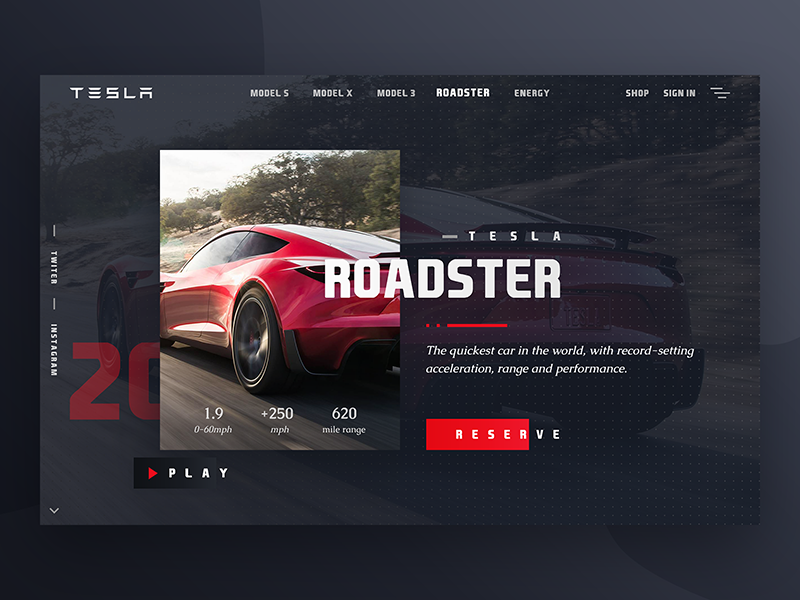 TESLA
MODEL S MODEL X MODEL 3 ROADSTER ENERGY SHOP SIGN IN
TWITER
INSTAGRAM
20
TESLA
ROADSTER
The quickest car in the world, with record-setting
acceleration, range and performance.
1.9 +250 620
0-60mph mph mile range
RESERVE
PLAY